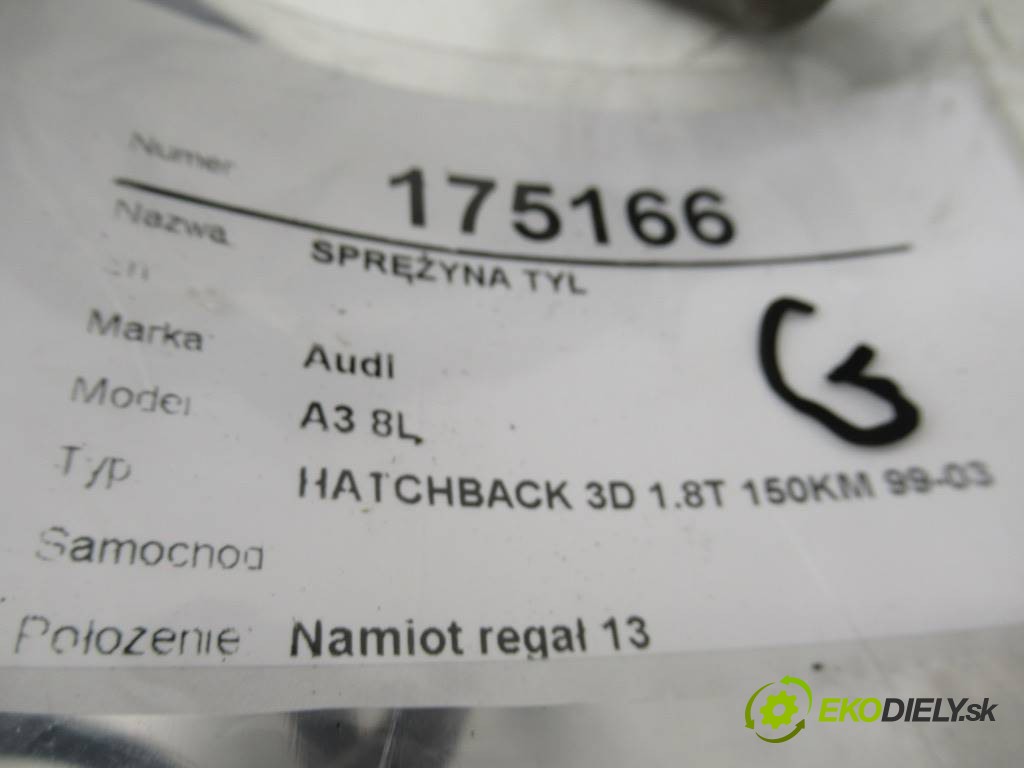 Numer 175166
Nazwa SPRĘŻYNA TYL
Marka Audi
Model A3 8L
Typ HATCHBACK 3D 1.8T 150KM 99-03
Samochod
Położenie Namiot regał 13
EKODIELY.sk